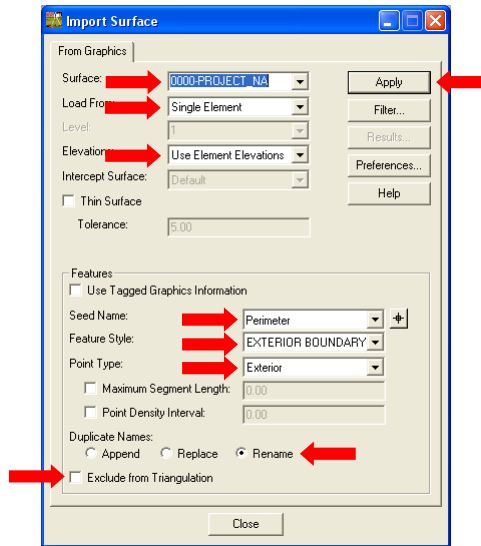 Import Surface
From Graphics
Surface: 0000-PROJECT_NA Apply
Load From: Single Element Filter...
Level: 1 Results...
Elevations: Use Element Elevations Preferences...
Intercept Surface: Default Help
Thin Surface
Tolerance: 5.00
Features
Use Tagged Graphics Information
Seed Name: Perimeter
Feature Style: EXTERIOR BOUNDARY
Point Type: Exterior
Maximum Segment Length: 0.00
Point Density Interval: 0.00
Duplicate Names:
Append Replace Rename
Exclude from Triangulation
Close